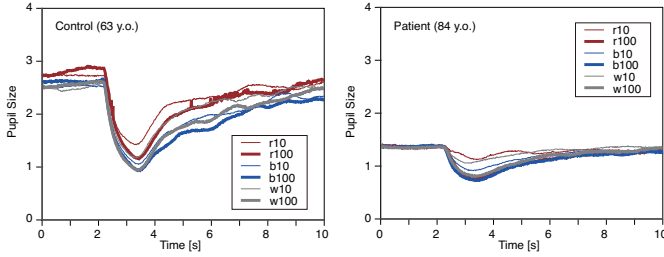 Control (63 y.o.)
Pupil Size
4
3
2
1
0
r10
r100
b10
b100
w10
w100
0 2 4 6 8 10
Time [s]
Patient (84 y.o.)
Pupil Size
4
3
2
1
0
r10
r100
b10
b100
w10
w100
0 2 4 6 8 10
Time [s]